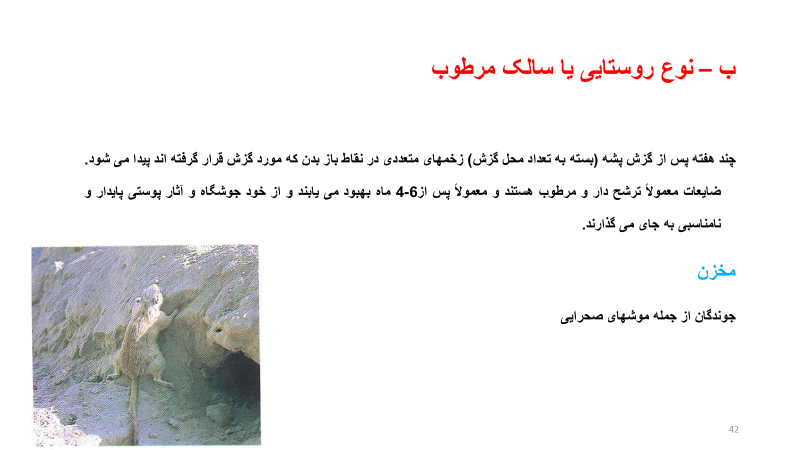 ب – نوع روستایی یا سالک مرطوب
چند هفته پس از گزش پشه (بسته به تعداد محل گزش) زخمهای متعددی در نقاط باز بدن که مورد گزش قرار گرفته اند پیدا می شود.
ضایعات معمولاً ترشح دار و مرطوب هستند و معمولاً پس از6-4 ماه بهبود می یابند و از خود جوشگاه و آثار پوستی پایدار و
نامناسبی به جای می گذارند.
مخزن
جوندگان از جمله موشهای صحرایی
42